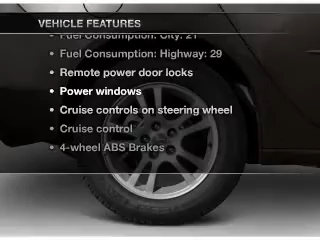 VEHICLE FEATURES
• Fuel Consumption: City: 21
• Fuel Consumption: Highway: 29
• Remote power door locks
• Power windows
• Cruise controls on steering wheel
• Cruise control
• 4-wheel ABS Brakes